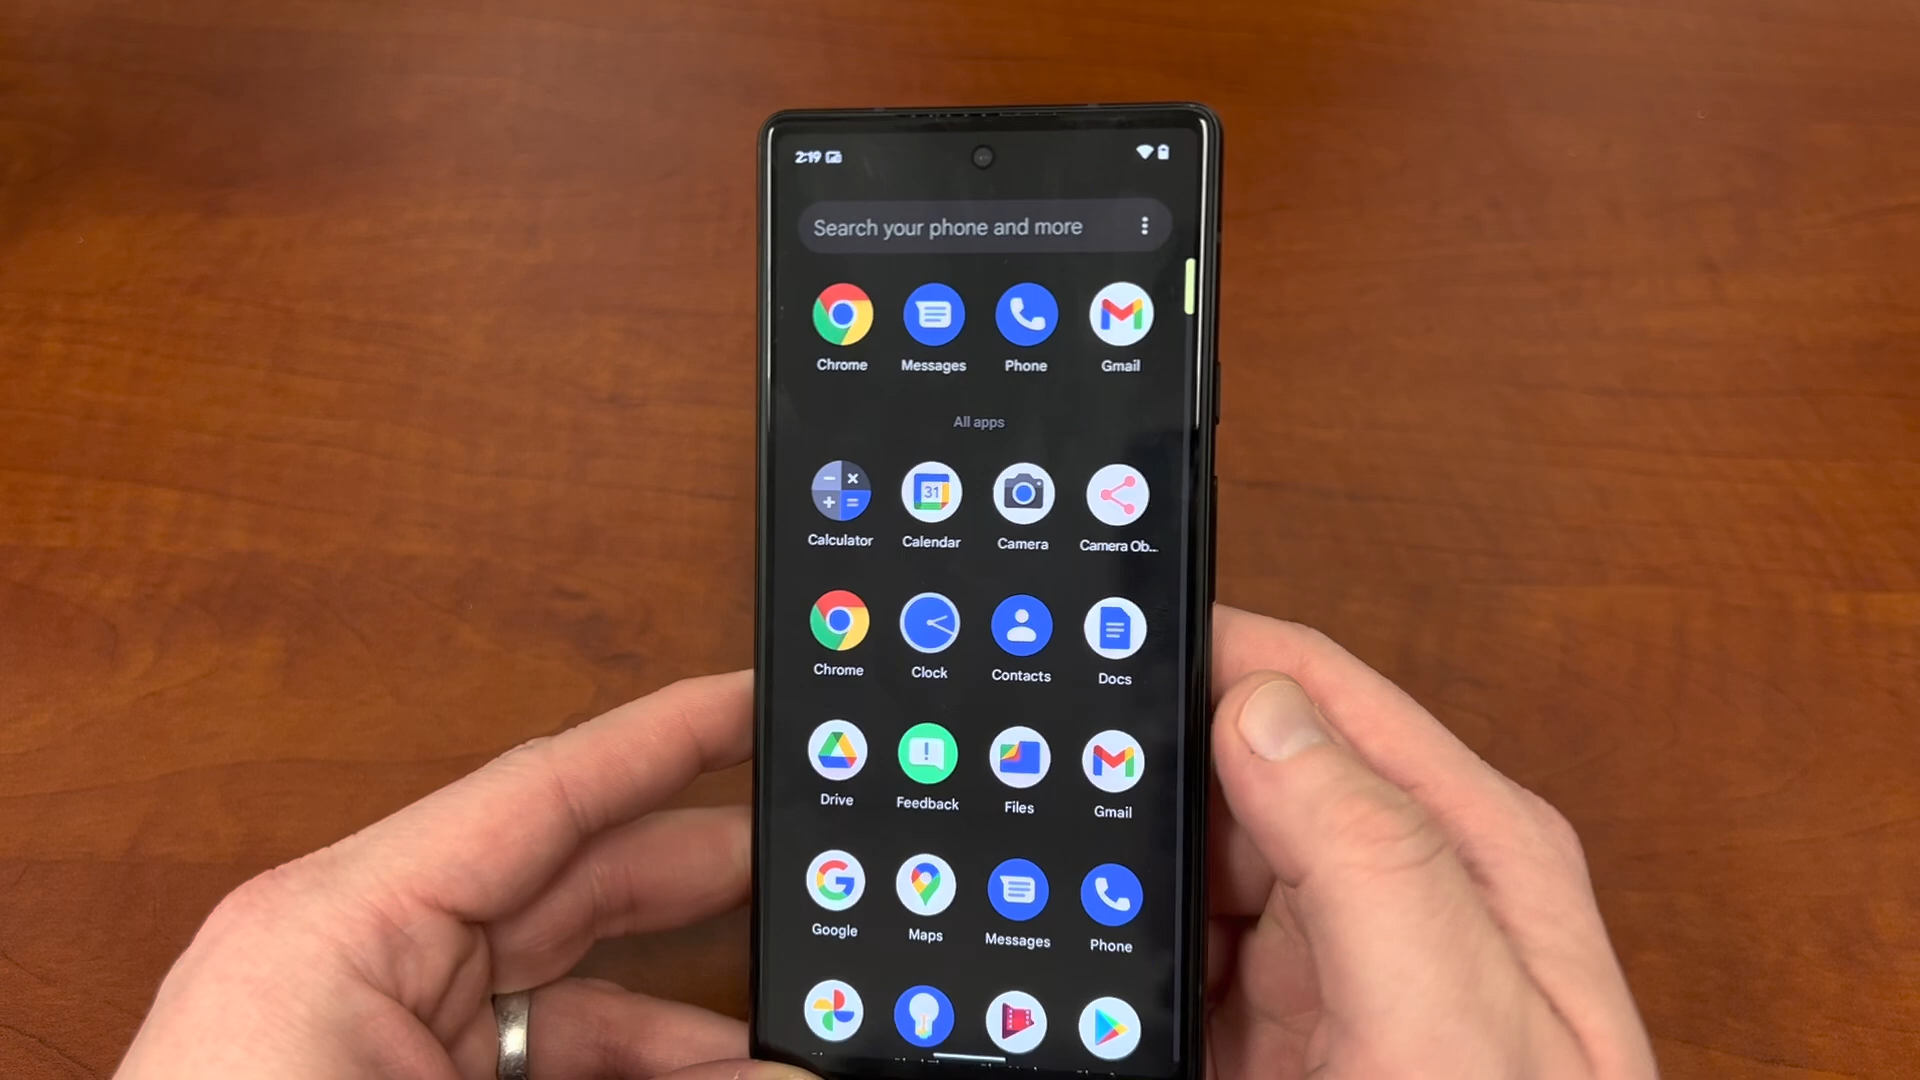 2:19
Search your phone and more
Chrome Messages Phone Gmail
All apps
31
Calculator Calendar Camera Camera Ob...
Chrome Clock Contacts Docs
Drive Feedback Files Gmail
Google Maps Messages Phone